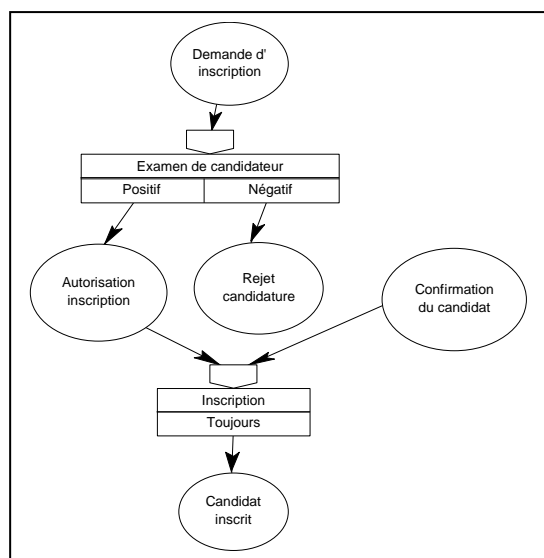 Demande d'
inscription
Examen de candidateur
Positif
Négatif
Autorisation
inscription
Rejet
candidature
Confirmation
du candidat
Inscription
Toujours
Candidat
inscrit